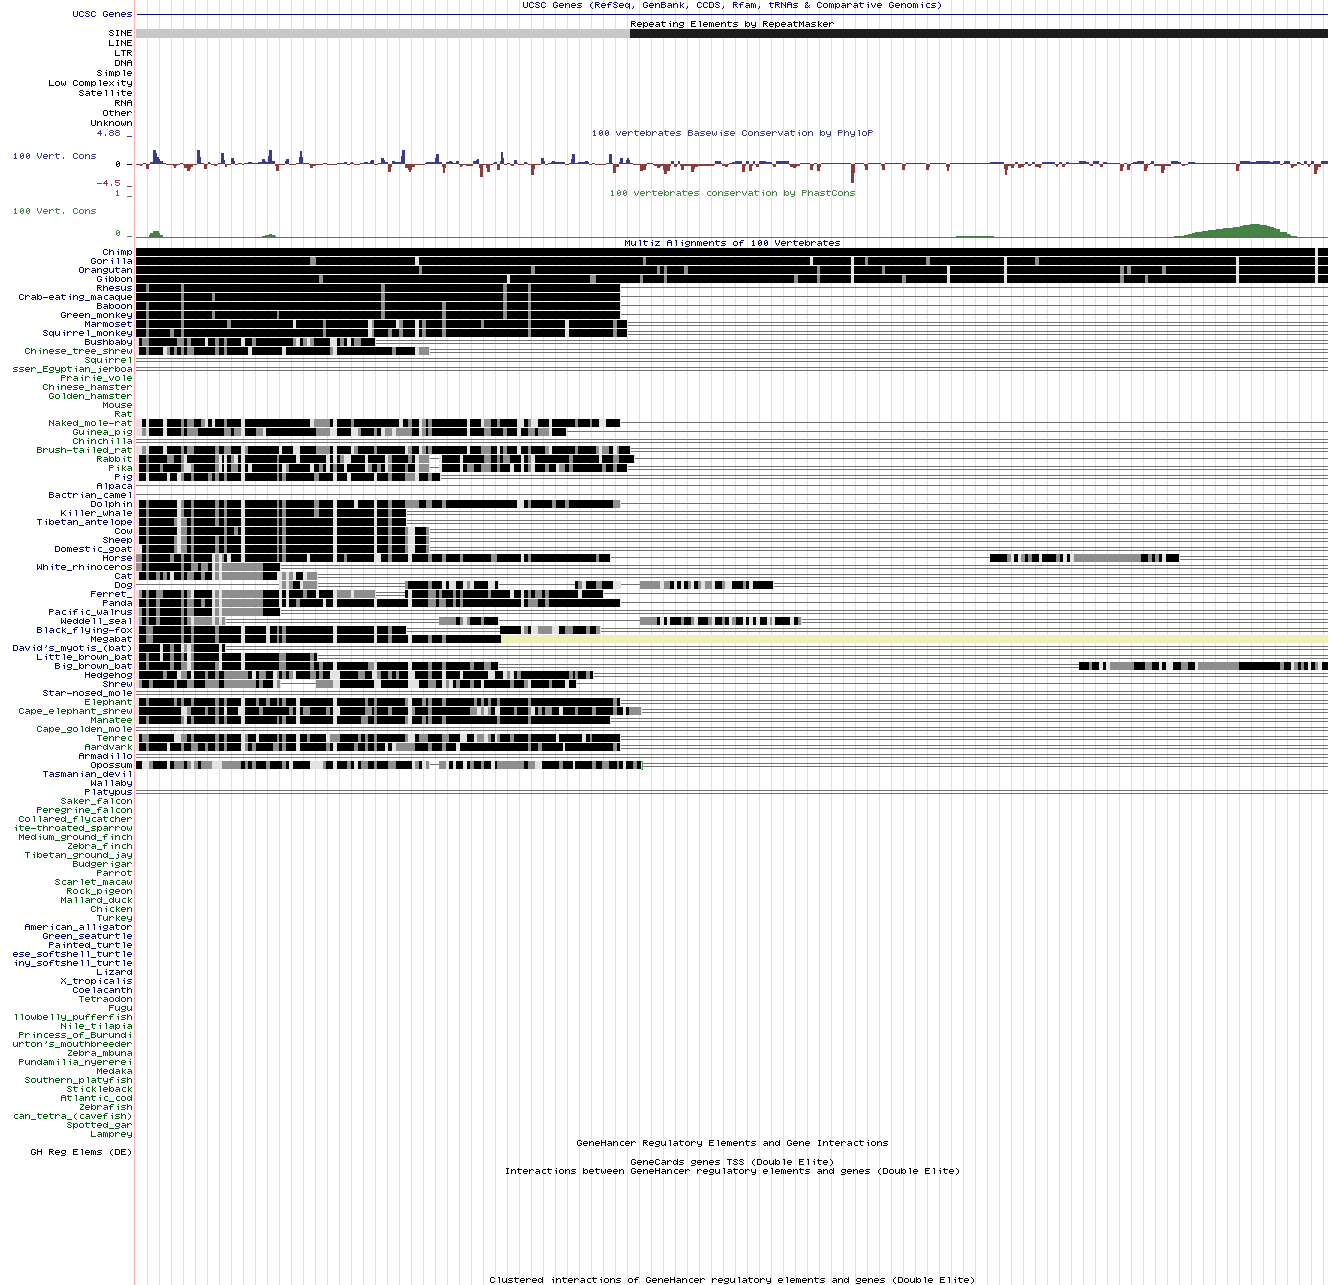 UCSC Genes (RefSeq, GenBank, CCDS, Rfam, tRNAs & Comparative Genomics)
UCSC Genes
Repeating Elements by RepeatMasker
SINE
LINE
LTR
DNA
Simple
Low Complexity
Satellite
RNA
Other
Unknown
4.88 _
100 vertebrates Basewise Conservation by PhyloP
100 Vert. Cons
0 _
-4.5 _
1 _
100 vertebrates conservation by PhastCons
100 Vert. Cons
0 _
Multiz Alignments of 100 Vertebrates
Chimp
Gorilla
Orangutan
Gibbon
Rhesus
Crab-eating_macaque
Baboon
Green_monkey
Marmoset
Squirrel_monkey
Bushbaby
Chinese_tree_shrew
Squirrel
sser_Egyptian_jerboa
Prairie_vole
Chinese_hamster
Golden_hamster
Mouse
Rat
Naked_mole-rat
Guinea_pig
Chinchilla
Brush-tailed_rat
Rabbit
Pika
Pig
Alpaca
Bactrian_camel
Dolphin
Killer_whale
Tibetan_antelope
Cow
Sheep
Domestic_goat
Horse
White_rhinoceros
Cat
Dog
Ferret_
Panda
Pacific_walrus
Weddell_seal
Black_flying-fox
Megabat
David's_myotis_(bat)
Little_brown_bat
Big_brown_bat
Hedgehog
Shrew
Star-nosed_mole
Elephant
Cape_elephant_shrew
Manatee
Cape_golden_mole
Tenrec
Aardvark
Armadillo
Opossum
Tasmanian_devil
Wallaby
Platypus
Saker_falcon
Peregrine_falcon
Collared_flycatcher
ite-throated_sparrow
Medium_ground_finch
Zebra_finch
Tibetan_ground_jay
Budgerigar
Parrot
Scarlet_macaw
Rock_pigeon
Mallard_duck
Chicken
Turkey
American_alligator
Green_seaturtle
Painted_turtle
ese_softshell_turtle
iny_softshell_turtle
Lizard
X_tropicalis
Coelacanth
Tetraodon
Fugu
llowbelly_pufferfish
Nile_tilapia
Princess_of_Burundi
urton's_mouthbreeder
Zebra_mbuna
Pundamilia_nyererei
Medaka
Southern_platyfish
Stickleback
Atlantic_cod
Zebrafish
can_tetra_(cavefish)
Spotted_gar
Lamprey
GeneHancer Regulatory Elements and Gene Interactions
GH Reg Elems (DE)
GeneCards genes TSS (Double Elite)
Interactions between GeneHancer regulatory elements and genes (Double Elite)
Clustered interactions of GeneHancer regulatory elements and genes (Double Elite)